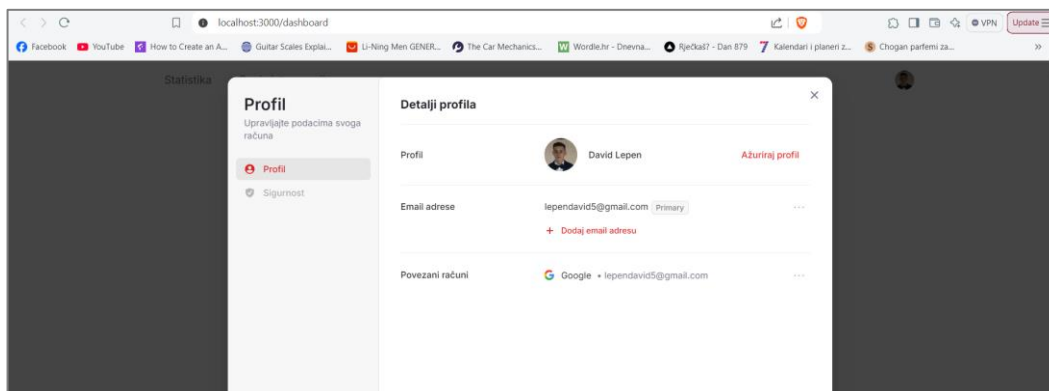 localhost:3000/dashboard
VPN
Update
Facebook
YouTube
How to Create an A...
Guitar Scales Explai...
Li-Ning Men GENER...
The Car Mechanics...
Wordle.hr - Dnevna...
Rječkaš? - Dan 879
Kalendari i planeri z...
Chogan parfemi za...
»
Statistika
Profil
Upravljajte podacima svoga
računa
Profil
Sigurnost
Detalji profila
Profil
David Lepen
Ažuriraj profil
Email adrese
lependavid5@gmail.com Primary
+ Dodaj email adresu
Povezani računi
Google • lependavid5@gmail.com